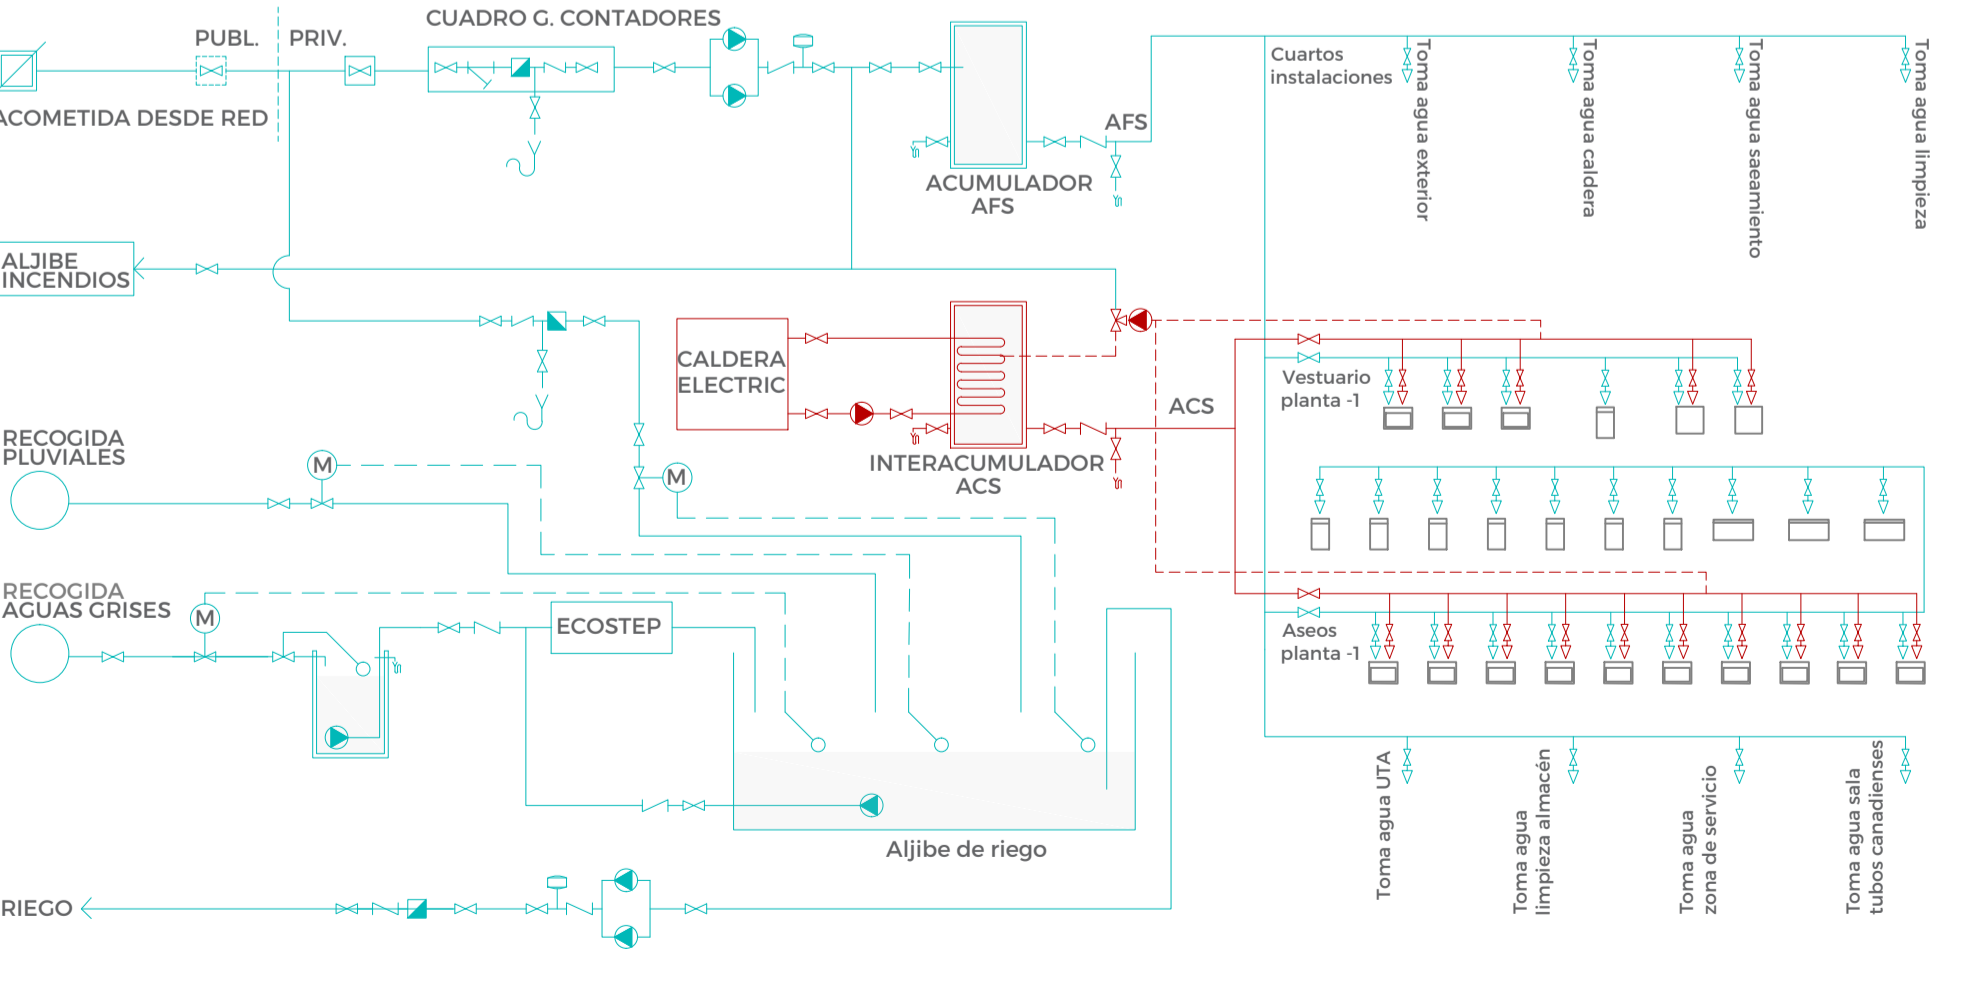 CUADRO G. CONTADORES
PUBL.
PRIV.
ACOMETIDA DESDE RED
AFS
ACUMULADOR
AFS
Cuartos
instalaciones
Toma agua exterior
Toma agua caldera
Toma agua saeamiento
Toma agua limpieza
ALJIBE
INCENDIOS
CALDERA
ELECTRIC
INTERACUMULADOR
ACS
ACS
Vestuario
planta -1
RECOGIDA
PLUVIALES
M
M
RECOGIDA
AGUAS GRISES
M
ECOSTEP
Aseos
planta -1
Aljibe de riego
RIEGO
Toma agua UTA
Toma agua
limpieza almacén
Toma agua
zona de servicio
Toma agua sala
tubos canadienses